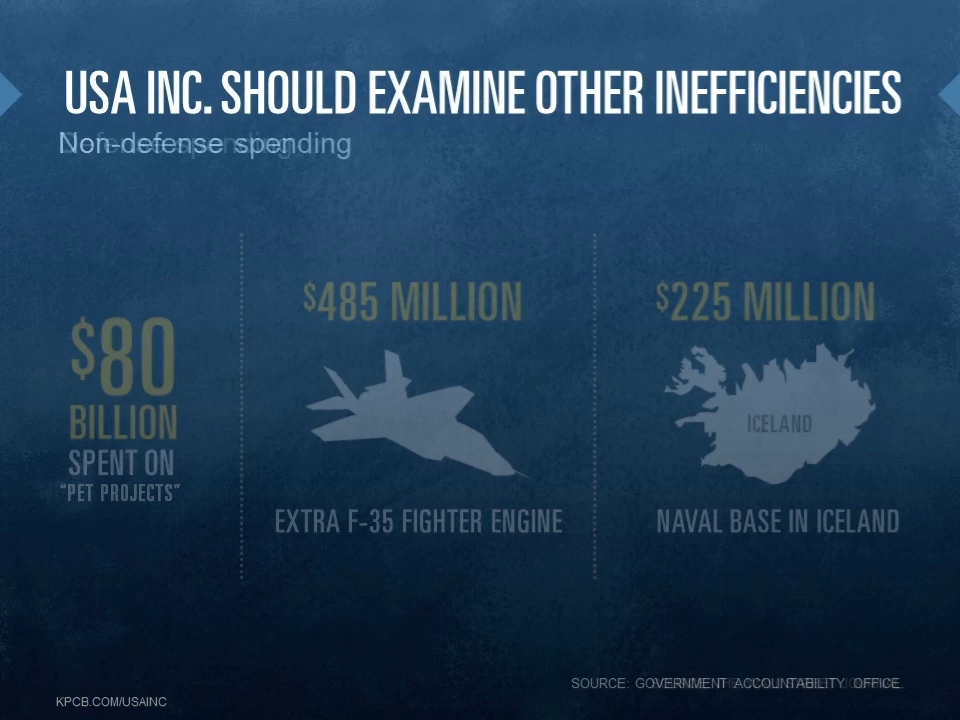 USA INC. SHOULD EXAMINE OTHER INEFFICIENCIES
Non-defense spending
$80
BILLION
SPENT ON
“PET PROJECTS”
$485 MILLION
EXTRA F-35 FIGHTER ENGINE
$225 MILLION
ICELAND
NAVAL BASE IN ICELAND
SOURCE: GOVERNMENT ACCOUNTABILITY OFFICE
KPCB.COM/USAINC